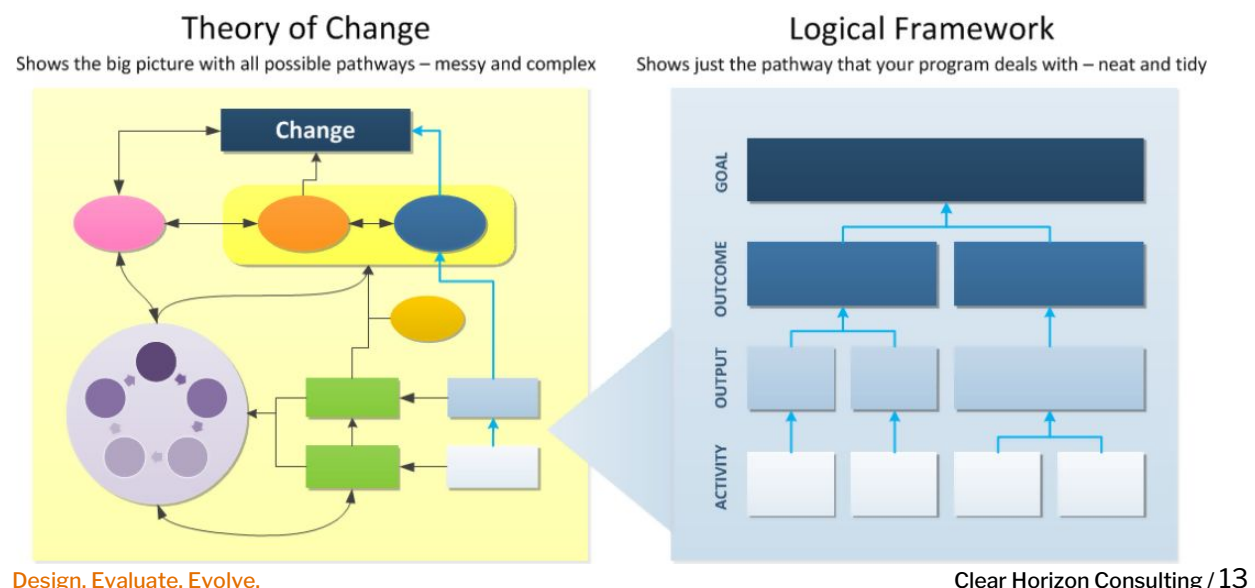 Theory of Change
Shows the big picture with all possible pathways – messy and complex
Change
Logical Framework
Shows just the pathway that your program deals with – neat and tidy
GOAL
OUTCOME
OUTPUT
ACTIVITY
Design. Evaluate. Evolve.
Clear Horizon Consulting / 13